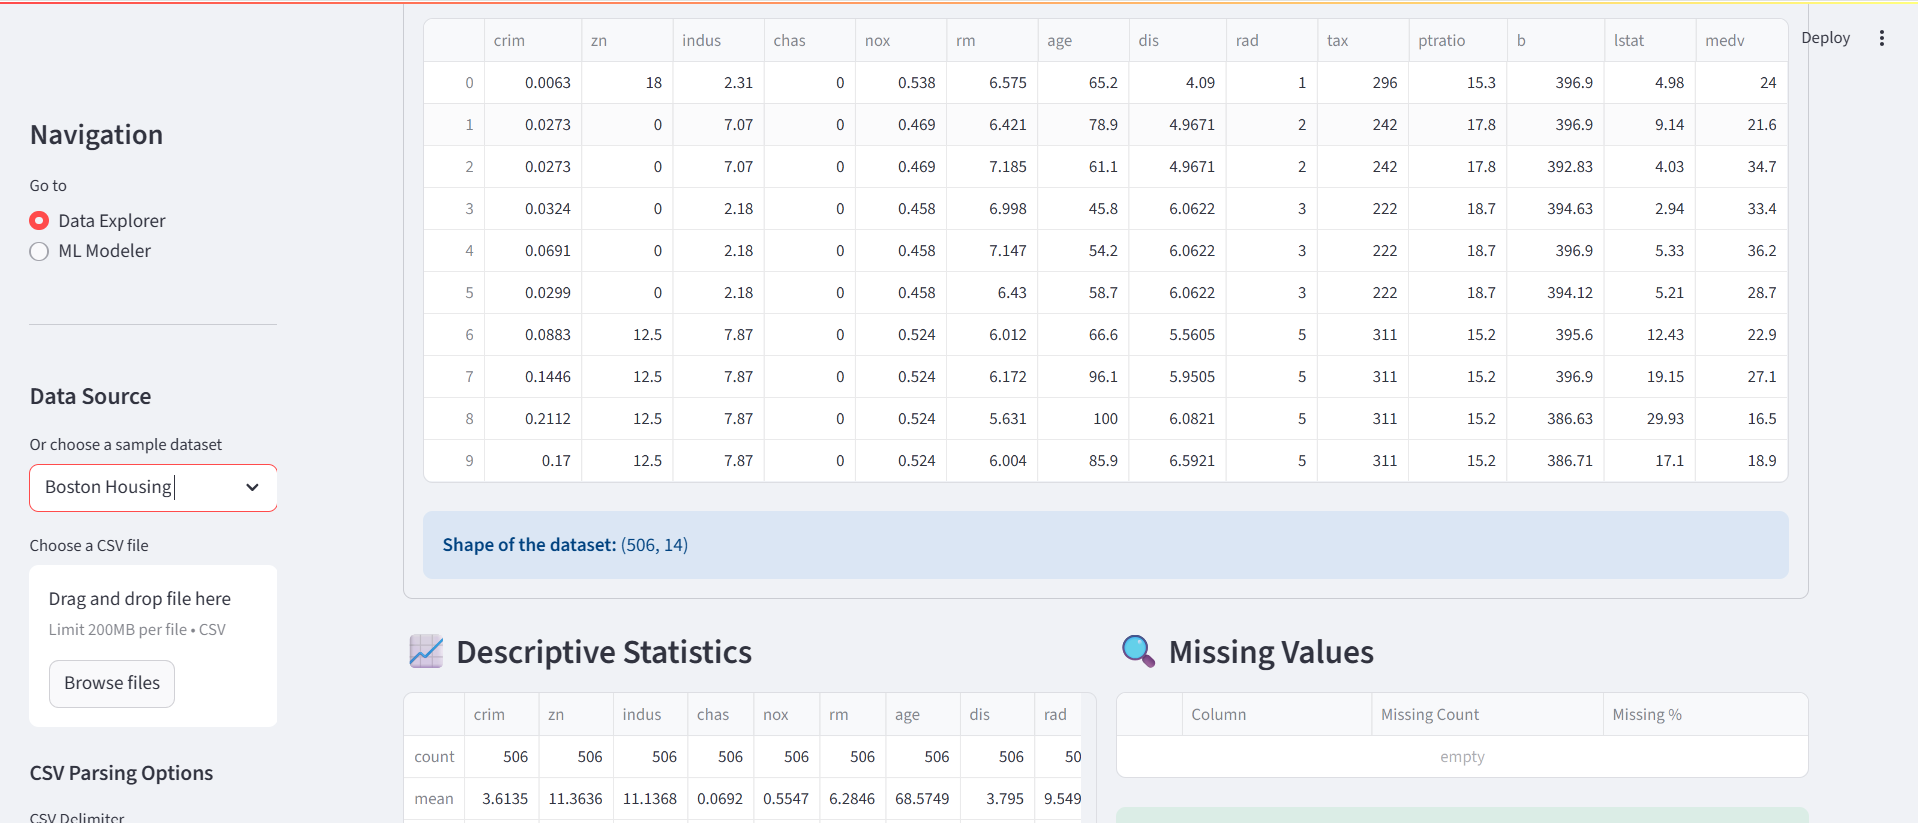 Deploy
Navigation
Go to
Data Explorer
ML Modeler
Data Source
Or choose a sample dataset
Boston Housing
Choose a CSV file
Drag and drop file here
Limit 200MB per file • CSV
Browse files
CSV Parsing Options
CSV Delimiter
crim zn indus chas nox rm age dis rad tax ptratio b lstat medv
0 0.0063 18 2.31 0 0.538 6.575 65.2 4.09 1 296 15.3 396.9 4.98 24
1 0.0273 0 7.07 0 0.469 6.421 78.9 4.9671 2 242 17.8 396.9 9.14 21.6
2 0.0273 0 7.07 0 0.469 7.185 61.1 4.9671 2 242 17.8 392.83 4.03 34.7
3 0.0324 0 2.18 0 0.458 6.998 45.8 6.0622 3 222 18.7 394.63 2.94 33.4
4 0.0691 0 2.18 0 0.458 7.147 54.2 6.0622 3 222 18.7 396.9 5.33 36.2
5 0.0299 0 2.18 0 0.458 6.43 58.7 6.0622 3 222 18.7 394.12 5.21 28.7
6 0.0883 12.5 7.87 0 0.524 6.012 66.6 5.5605 5 311 15.2 395.6 12.43 22.9
7 0.1446 12.5 7.87 0 0.524 6.172 96.1 5.9505 5 311 15.2 396.9 19.15 27.1
8 0.2112 12.5 7.87 0 0.524 5.631 100 6.0821 5 311 15.2 386.63 29.93 16.5
9 0.17 12.5 7.87 0 0.524 6.004 85.9 6.5921 5 311 15.2 386.71 17.1 18.9
Shape of the dataset: (506, 14)
Descriptive Statistics
crim zn indus chas nox rm age dis rad
count 506 506 506 506 506 506 506 506 50
mean 3.6135 11.3636 11.1368 0.0692 0.5547 6.2846 68.5749 3.795 9.549
Missing Values
Column Missing Count Missing %
empty